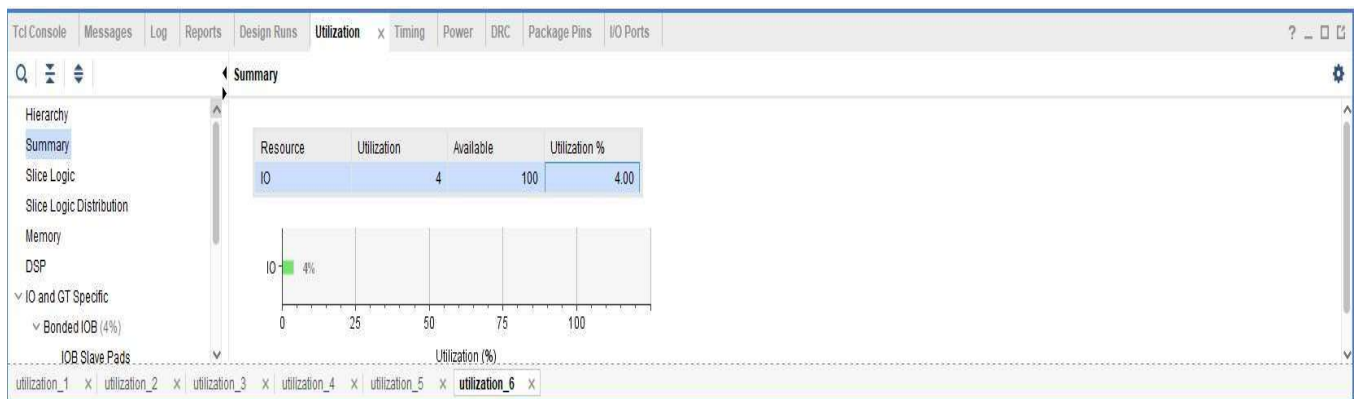 Tcl Console Messages Log Reports Design Runs Utilization x Timing Power DRC Package Pins I/O Ports ?
Summary
Hierarchy
Summary
Slice Logic
Slice Logic Distribution
Memory
DSP
IO and GT Specific
Bonded IOB (4%)
IOB Slave Pads
Resource Utilization Available Utilization %
IO 4 100 4.00
IO 4%
0 25 50 75 100
Utilization (%)
utilization_1 x utilization_2 x utilization_3 x utilization_4 x utilization_5 x utilization_6 x